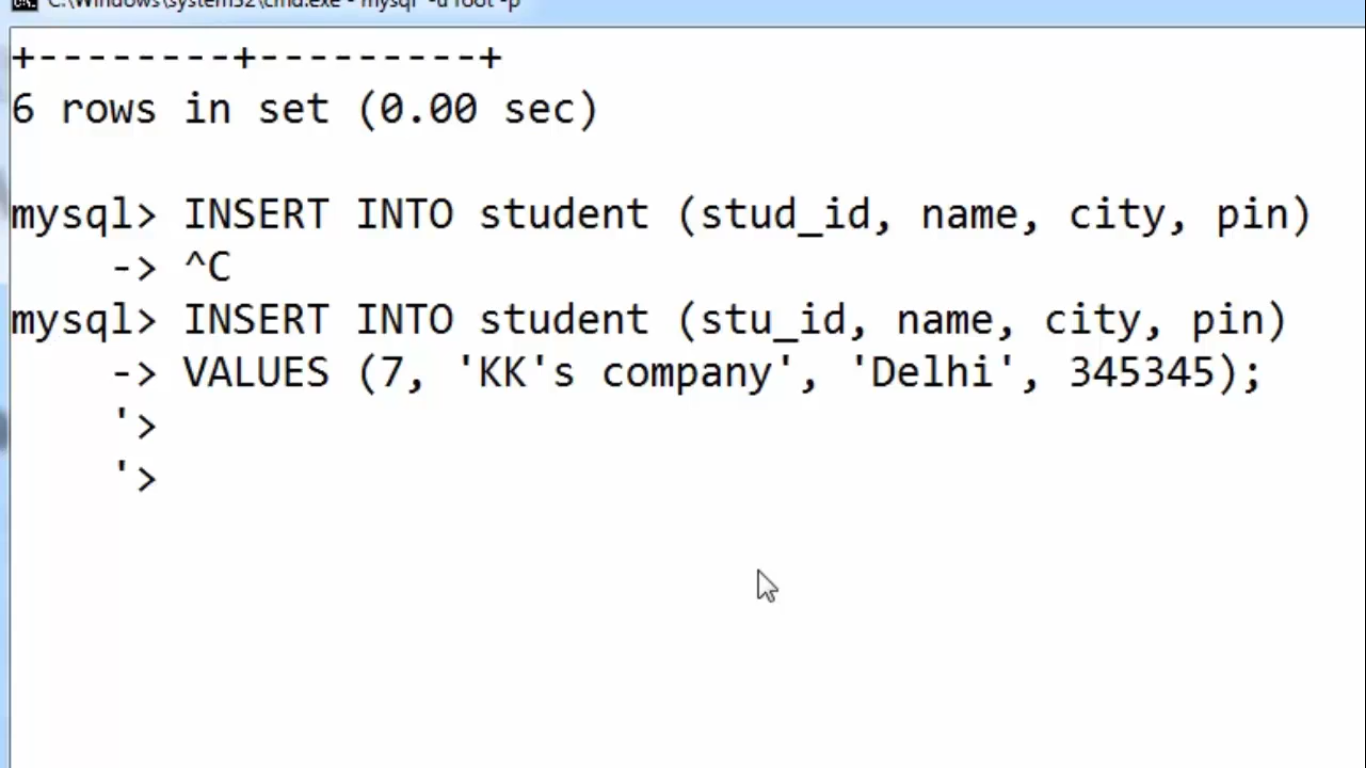 C:\Windows\system32\cmd.exe - mysql -u root -p
+--------+---------+
6 rows in set (0.00 sec)
mysql> INSERT INTO student (stud_id, name, city, pin)
    -> ^C
mysql> INSERT INTO student (stu_id, name, city, pin)
    -> VALUES (7, 'KK's company', 'Delhi', 345345);
    '>
    '>